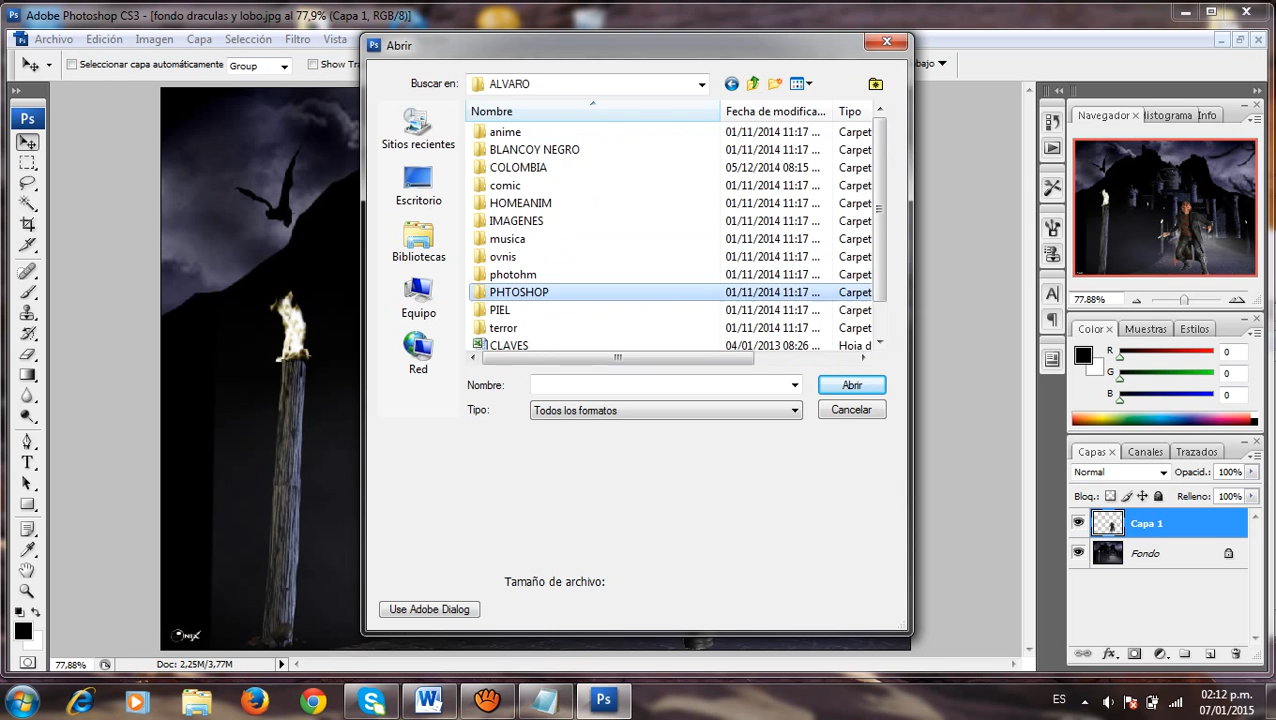 Adobe Photoshop CS3 - [fondo draculas y lobo.jpg al 77,9% (Capa 1, RGB/8)]
Archivo Edición Imagen Capa Selección Filtro Vista
Seleccionar capa automáticamente Group Show Tra bajo
Abrir
Buscar en: ALVARO
Nombre Fecha de modifica... Tipo
anime 01/11/2014 11:17 ... Carpet
BLANCOY NEGRO 01/11/2014 11:17 ... Carpet
COLOMBIA 05/12/2014 08:15 ... Carpet
comic 01/11/2014 11:17 ... Carpet
HOMEANIM 01/11/2014 11:17 ... Carpet
IMAGENES 01/11/2014 11:17 ... Carpet
musica 01/11/2014 11:17 ... Carpet
ovnis 01/11/2014 11:17 ... Carpet
photohm 01/11/2014 11:17 ... Carpet
PHTOSHOP 01/11/2014 11:17 ... Carpet
PIEL 01/11/2014 11:17 ... Carpet
terror 01/11/2014 11:17 ... Carpet
CLAVES 04/01/2013 08:26 ... Hoja d
Sitios recientes
Escritorio
Bibliotecas
Equipo
Red
Nombre: Abrir
Tipo: Todos los formatos Cancelar
Tamaño de archivo:
Use Adobe Dialog
Ps
Navegador × Histograma Info
77.88%
Color × Muestras Estilos
R 0
G 0
B 0
Capas × Canales Trazados
Normal Opacid.: 100%
Bloq.: Relleno: 100%
Capa 1
Fondo
77,88% Doc: 2,25M/3,77M
ES 02:12 p.m.
07/01/2015